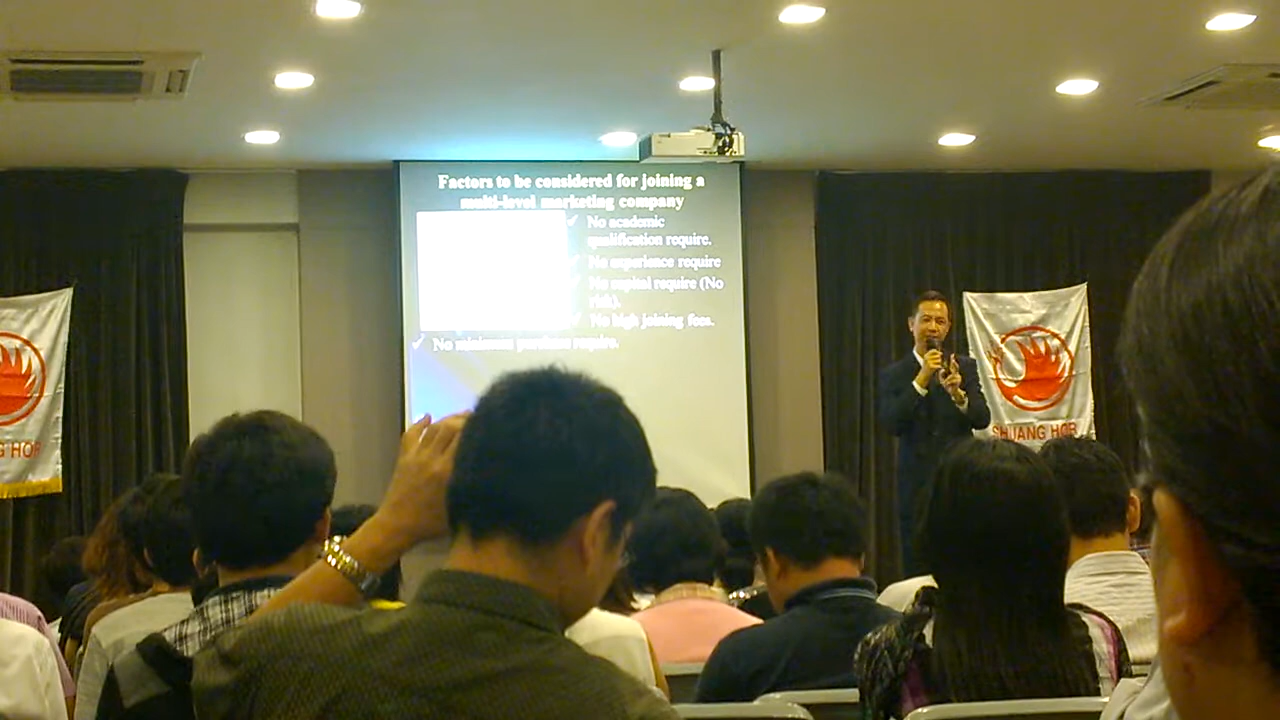 Factors to be considered for joining a
multi-level marketing company
✓ No academic
qualification require.
✓ No experience require
✓ No capital require (No
risk).
✓ No high joining fees.
✓ No minimum purchase require.
SHUANG HOR
G HOR